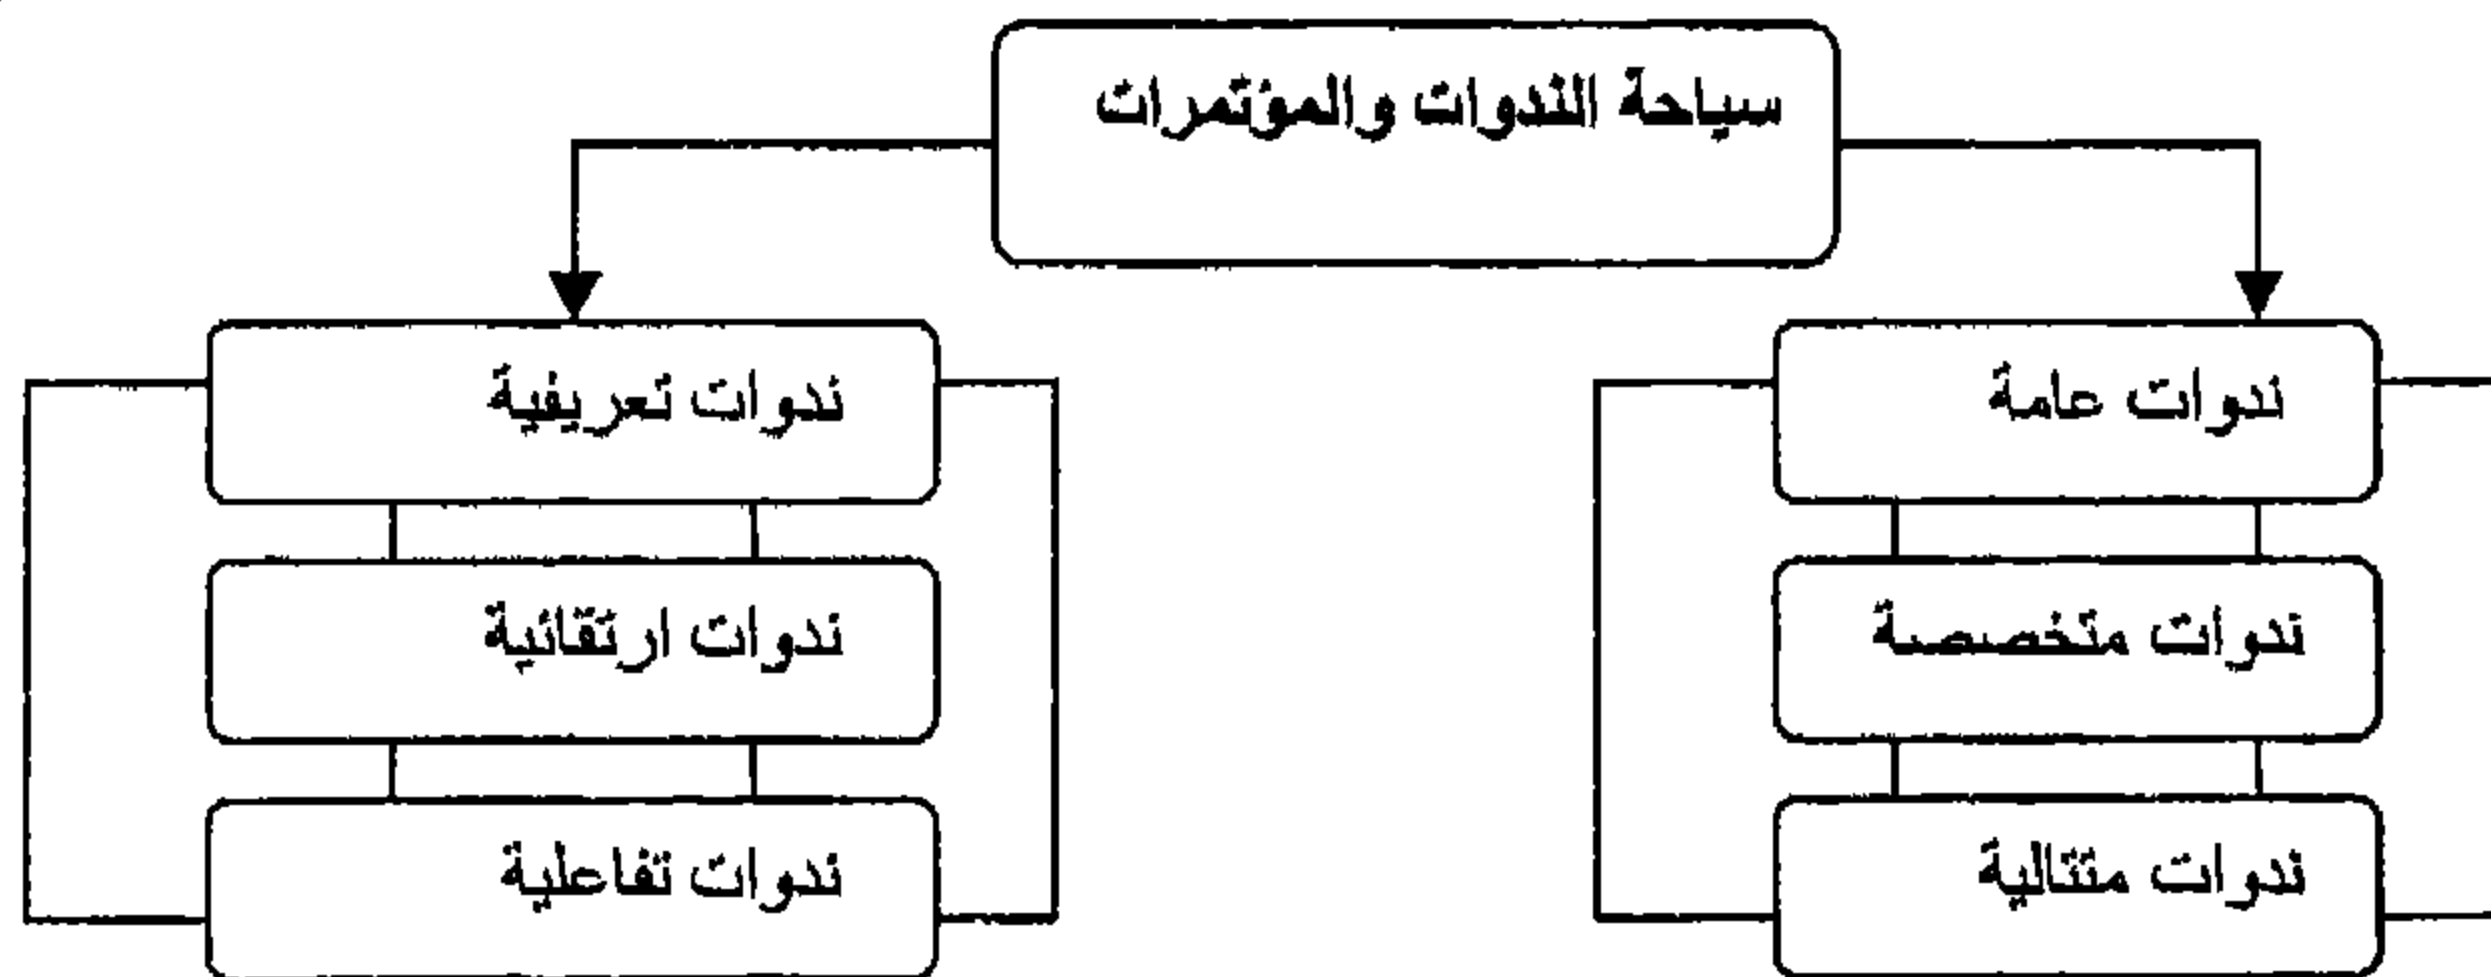 سياحة الندوات والمؤتمرات
ندوات عامة
ندوات متخصصة
ندوات متتالية
ندوات تعريفية
ندوات ارتقائية
ندوات تفاعلية